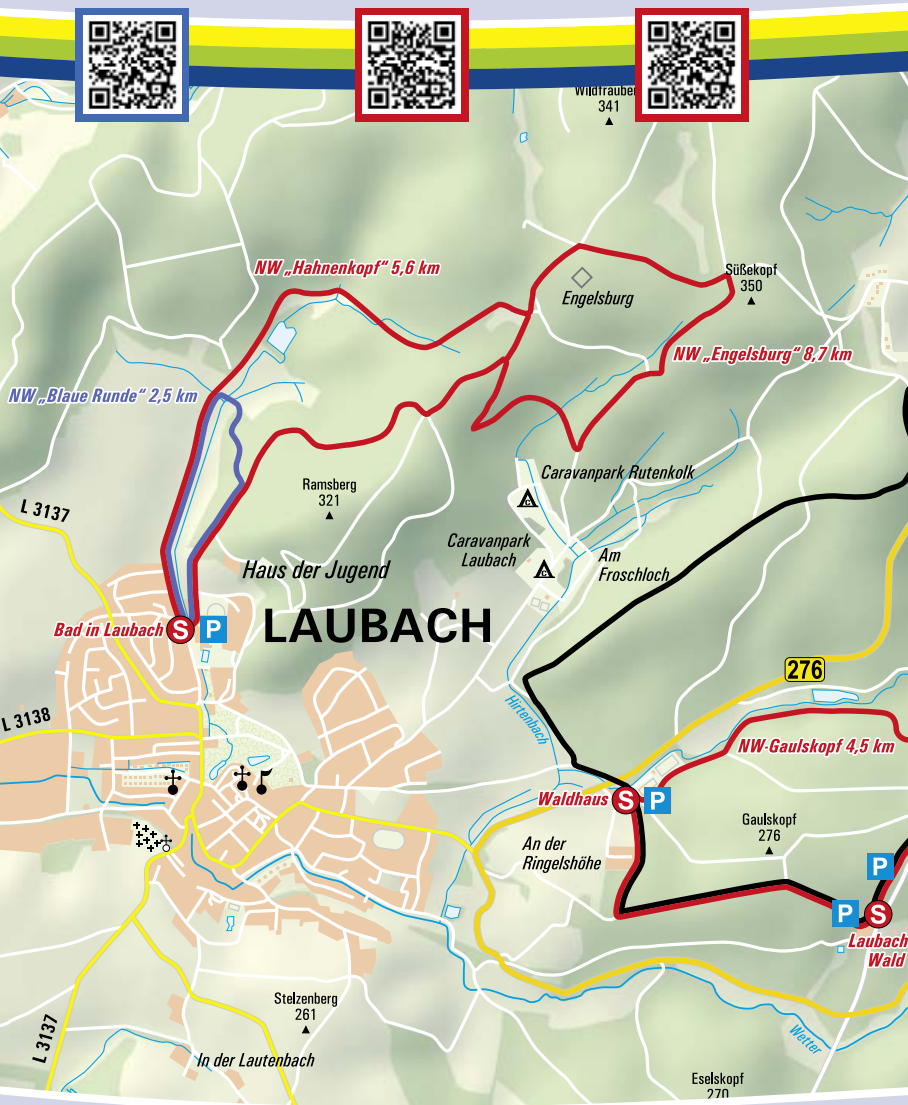 Wildfrauben
341
Süßekopf
350
NW „Hahnenkopf“ 5,6 km
Engelsburg
NW „Engelsburg“ 8,7 km
NW „Blaue Runde“ 2,5 km
Ramsberg
321
Caravanpark Rutenkolk
L 3137
Caravanpark
Laubach
Am
Froschloch
Haus der Jugend
Bad in Laubach
S
P
LAUBACH
276
Hirtenbach
L 3138
NW-Gaulskopf 4,5 km
Waldhaus
S
P
Gaulskopf
276
An der
Ringelshöhe
P
P
S
Laubach
Wald
Stelzenberg
261
L 3137
In der Lautenbach
Wetter
Eselskopf
270